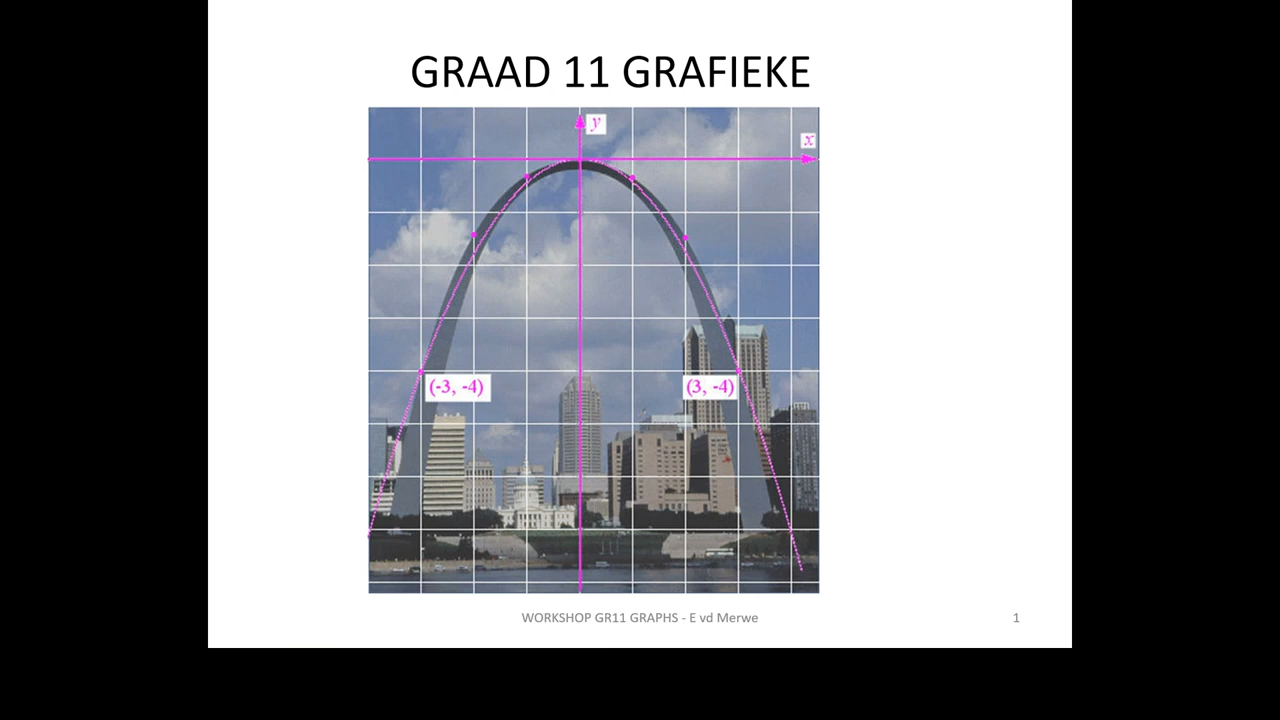 GRAAD 11 GRAFIEKE
y
x
(-3, -4)
(3, -4)
WORKSHOP GR11 GRAPHS - E vd Merwe
1